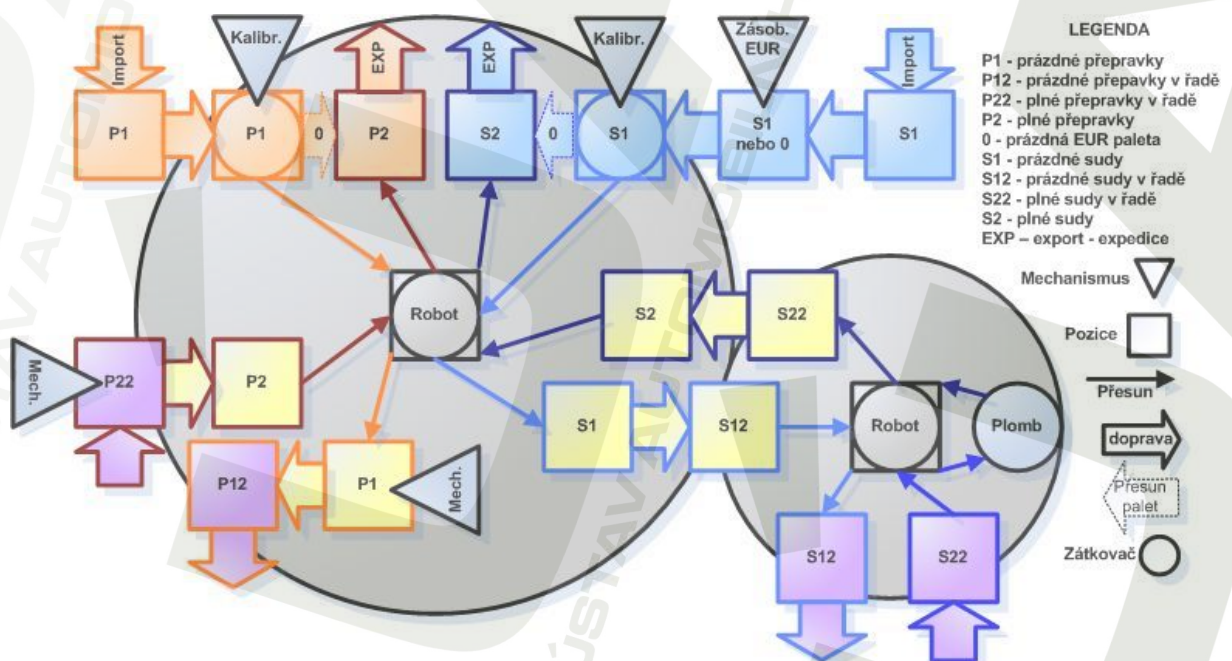 Import
Kalibr.
EXP
EXP
Kalibr.
Zásob.
EUR
Import
P1
P1
0
P2
S2
0
S1
S1
nebo 0
S1
LEGENDA
P1 - prázdné přepravky
P12 - prázdné přepavky v řadě
P22 - plné přepravky v řadě
P2 - plné přepravky
0 - prázdná EUR paleta
S1 - prázdné sudy
S12 - prázdné sudy v řadě
S22 - plné sudy v řadě
S2 - plné sudy
EXP – export - expedice
Mechanismus
Pozice
Přesun
doprava
Přesun
palet
Zátkovač
Robot
S2
S22
Mech.
P22
P2
S1
S12
Robot
Plomb
P12
P1
Mech.
S12
S22
ÚSTAV AUTOMOBILNÍ